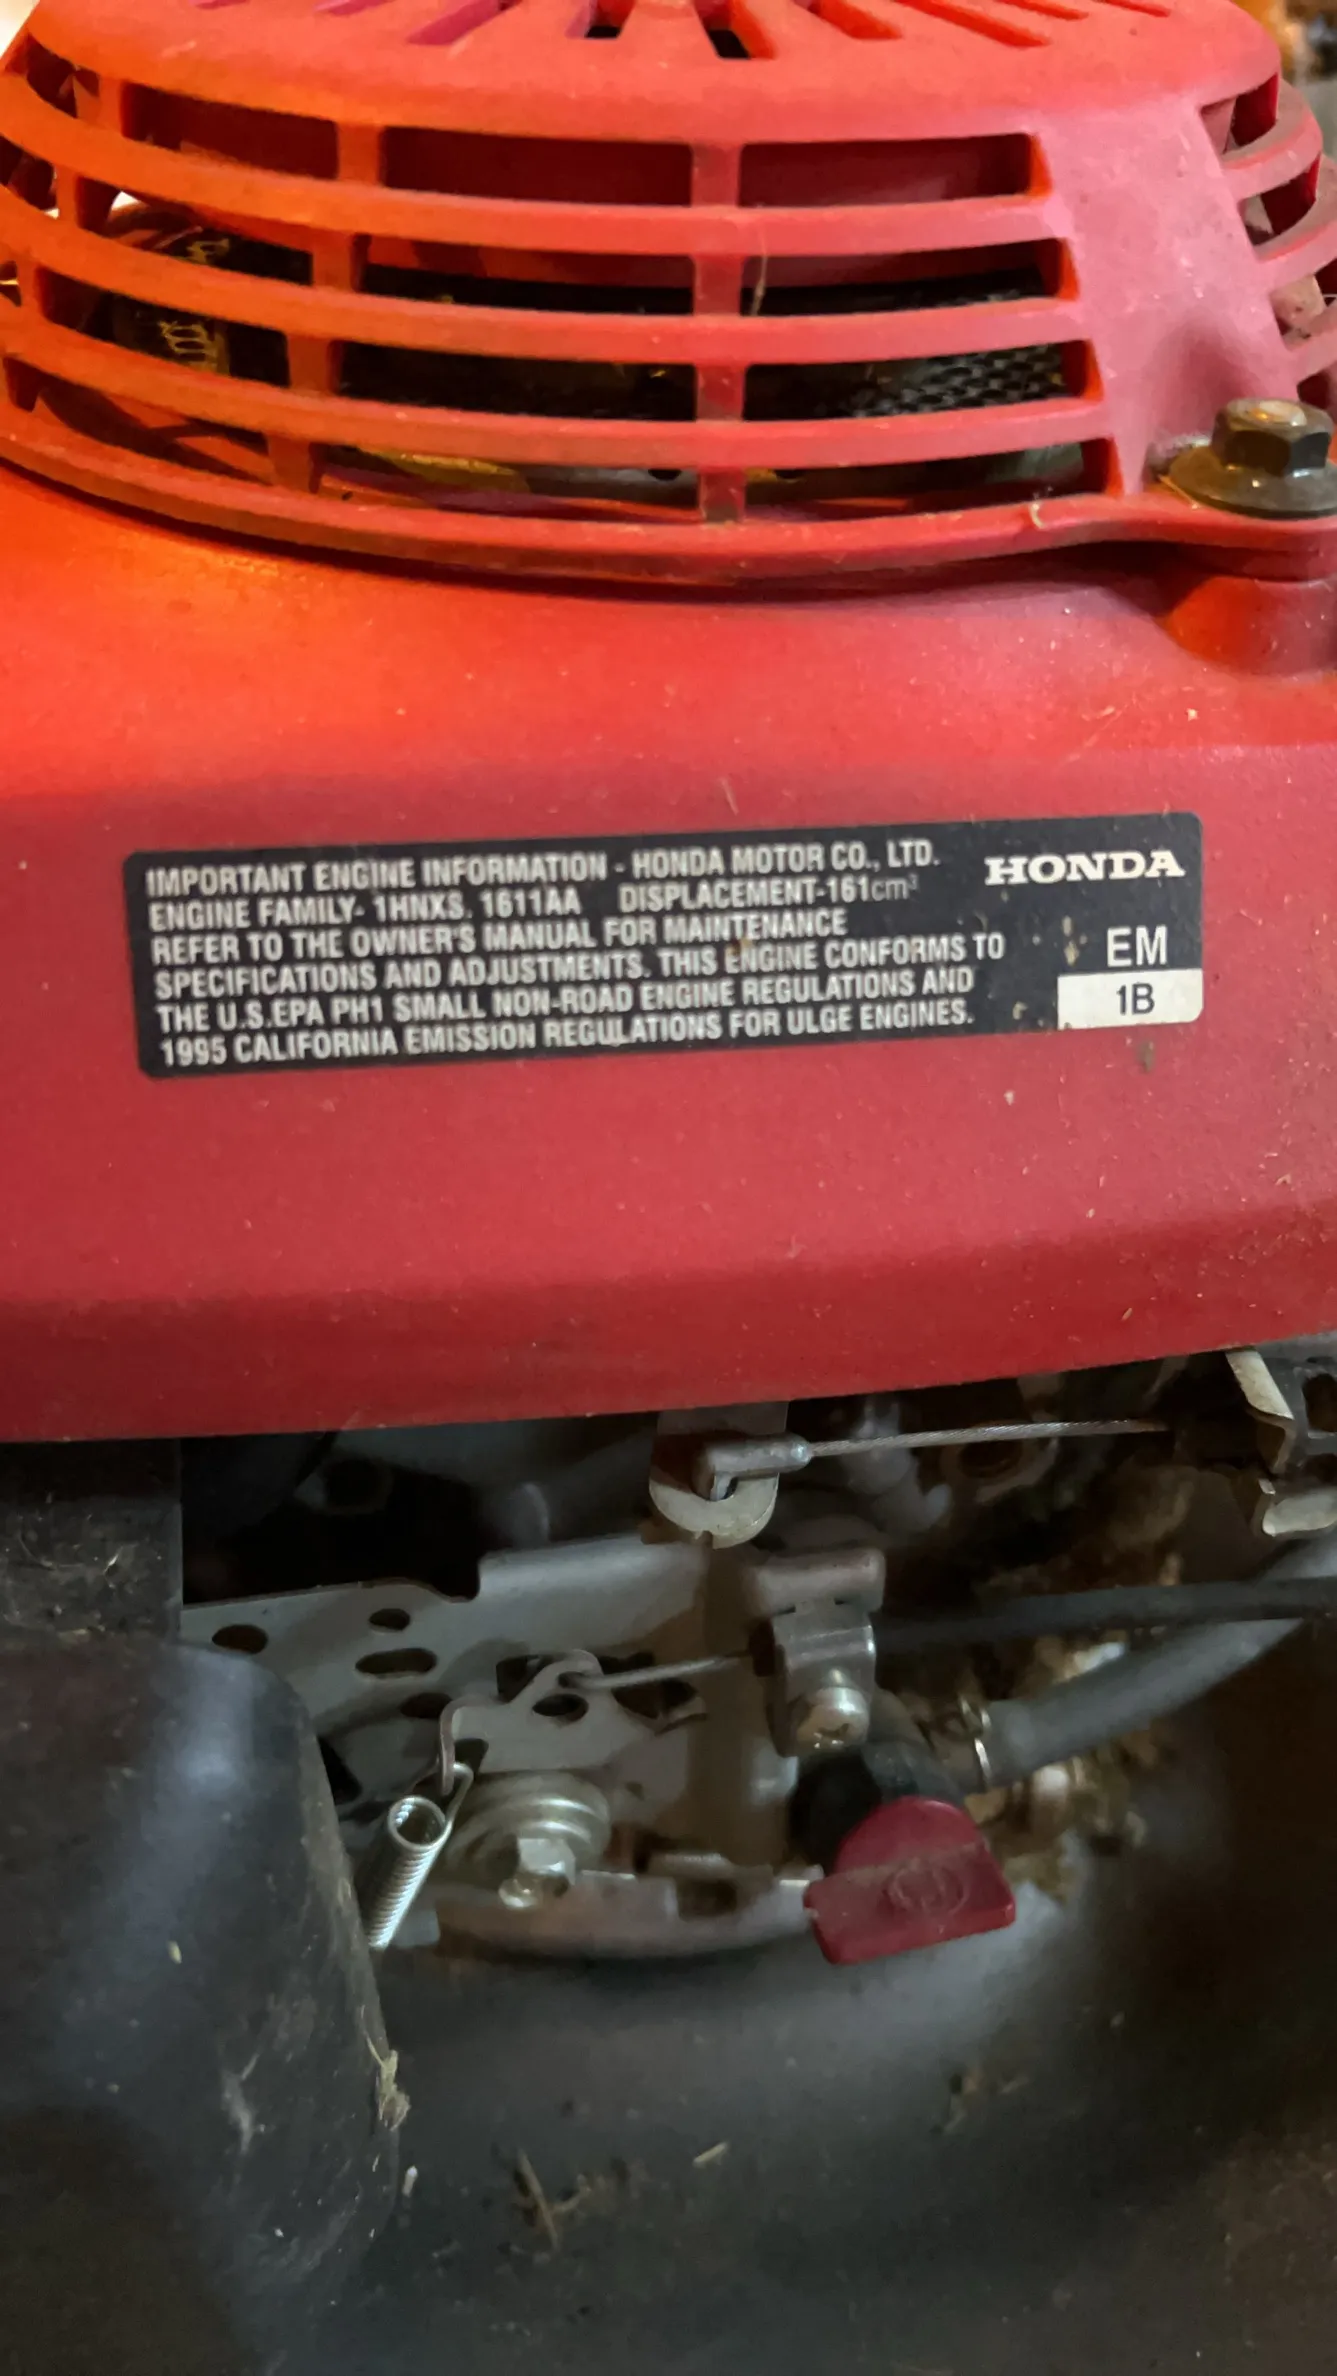 IMPORTANT ENGINE INFORMATION - HONDA MOTOR CO., LTD.
ENGINE FAMILY- 1HNXS. 1611AA DISPLACEMENT-161cm³
REFER TO THE OWNER'S MANUAL FOR MAINTENANCE
SPECIFICATIONS AND ADJUSTMENTS. THIS ENGINE CONFORMS TO
THE U.S.EPA PH1 SMALL NON-ROAD ENGINE REGULATIONS AND
1995 CALIFORNIA EMISSION REGULATIONS FOR ULGE ENGINES.
HONDA
EM
1B